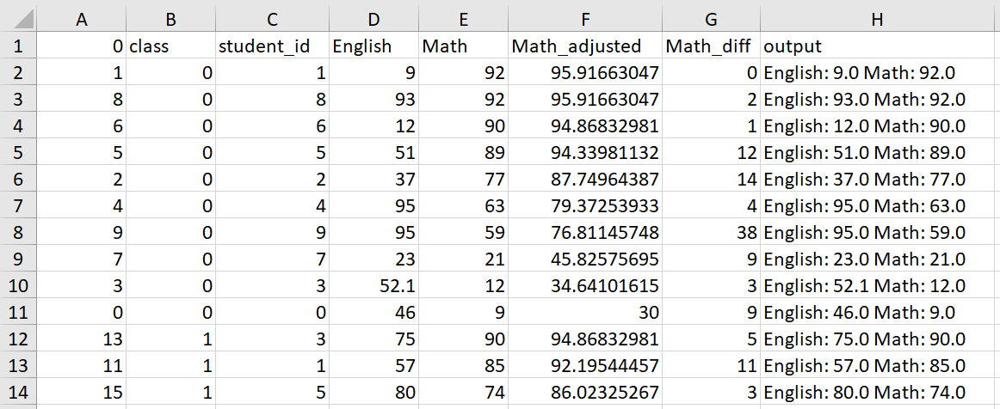 A B C D E F G H
1 0 class student_id English Math Math_adjusted Math_diff output
2 1 0 1 9 92 95.91663047 0 English: 9.0 Math: 92.0
3 8 0 8 93 92 95.91663047 2 English: 93.0 Math: 92.0
4 6 0 6 12 90 94.86832981 1 English: 12.0 Math: 90.0
5 5 0 5 51 89 94.33981132 12 English: 51.0 Math: 89.0
6 2 0 2 37 77 87.74964387 14 English: 37.0 Math: 77.0
7 4 0 4 95 63 79.37253933 4 English: 95.0 Math: 63.0
8 9 0 9 95 59 76.81145748 38 English: 95.0 Math: 59.0
9 7 0 7 23 21 45.82575695 9 English: 23.0 Math: 21.0
10 3 0 3 52.1 12 34.64101615 3 English: 52.1 Math: 12.0
11 0 0 0 46 9 30 9 English: 46.0 Math: 9.0
12 13 1 3 75 90 94.86832981 5 English: 75.0 Math: 90.0
13 11 1 1 57 85 92.19544457 11 English: 57.0 Math: 85.0
14 15 1 5 80 74 86.02325267 3 English: 80.0 Math: 74.0